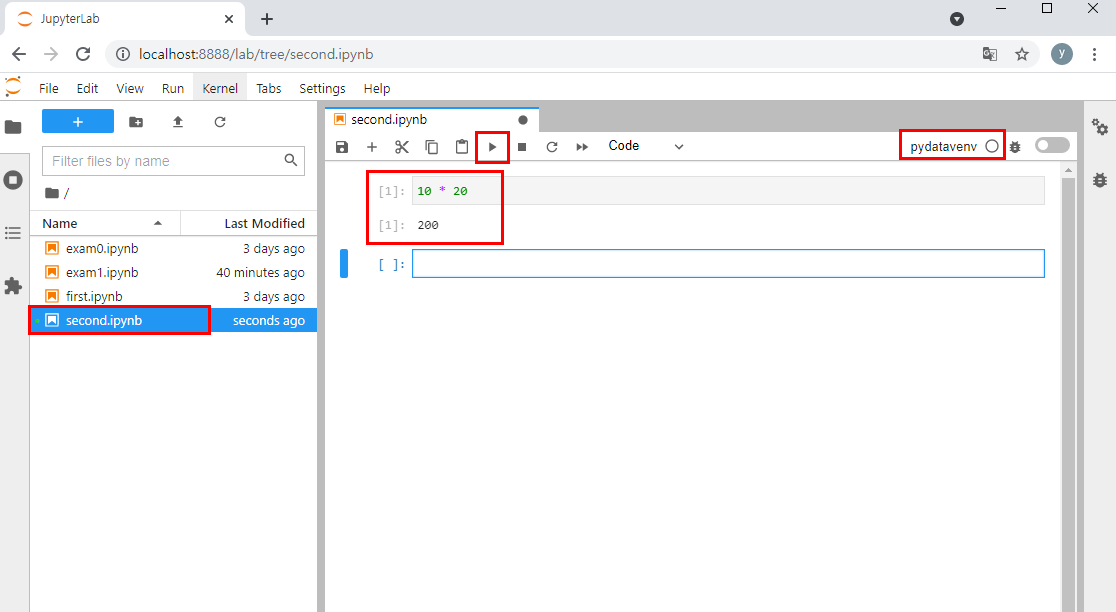 JupyterLab
localhost:8888/lab/tree/second.ipynb
y
File Edit View Run Kernel Tabs Settings Help
second.ipynb
Code
pydatavenv
Filter files by name
/
Name Last Modified
exam0.ipynb 3 days ago
exam1.ipynb 40 minutes ago
first.ipynb 3 days ago
second.ipynb seconds ago
[1]: 10 * 20
[1]: 200
[ ]: